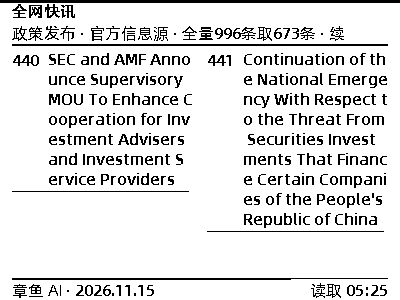 全网快讯
政策发布 · 官方信息源 · 全量996条取673条 · 续
440 SEC and AMF Anno
unce Supervisory
MOU To Enhance C
ooperation for Inv
estment Advisers
and Investment S
ervice Providers
441 Continuation of th
e National Emerge
ncy With Respect t
o the Threat From
Securities Invest
ments That Financ
e Certain Compani
es of the People's
Republic of China
章鱼 AI · 2026.11.15
读取 05:25